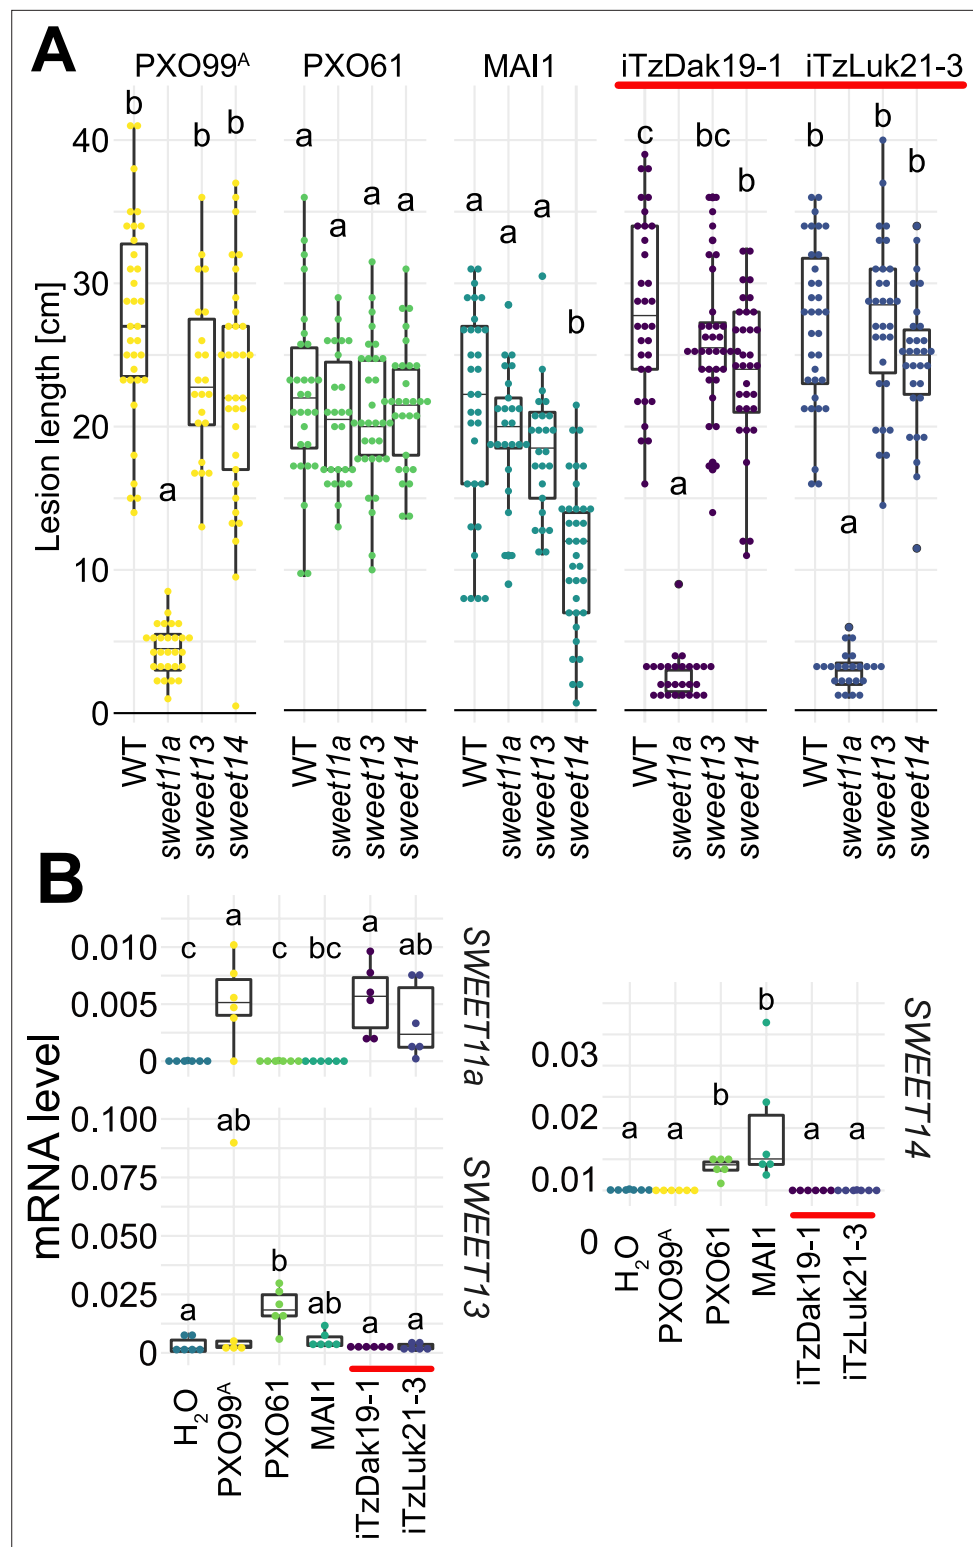 A
PXO99ᴬ PXO61 MAI1 iTzDak19-1 iTzLuk21-3
b b b a
a a a a
a a a b
c bc b a
b b b a
Lesion length [cm]
40
30
20
10
0
WT sweet11a sweet13 sweet14
WT sweet11a sweet13 sweet14
WT sweet11a sweet13 sweet14
WT sweet11a sweet13 sweet14
WT sweet11a sweet13 sweet14
B
mRNA level
0.010
0.005
0
c a c bc a ab
SWEET11a
0.100
0.075
0.050
0.025
0
a ab b ab a a
SWEET13
H₂O PXO99ᴬ PXO61 MAI1 iTzDak19-1 iTzLuk21-3
0.03
0.02
0.01
0
a a b b a a
SWEET14
H₂O PXO99ᴬ PXO61 MAI1 iTzDak19-1 iTzLuk21-3